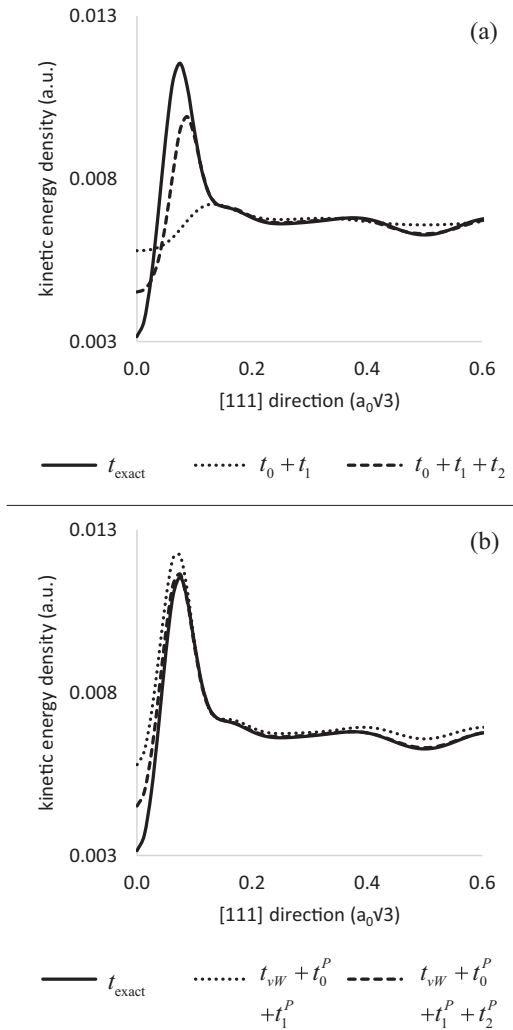 (a)
0.013
0.008
0.003
kinetic energy density (a.u.)
0.0 0.2 0.4 0.6
[111] direction (a₀√3)
t_exact t₀ + t₁ t₀ + t₁ + t₂
(b)
0.013
0.008
0.003
kinetic energy density (a.u.)
0.0 0.2 0.4 0.6
[111] direction (a₀√3)
t_exact t_vW + t₀^P t_vW + t₀^P
+t₁^P +t₁^P + t₂^P